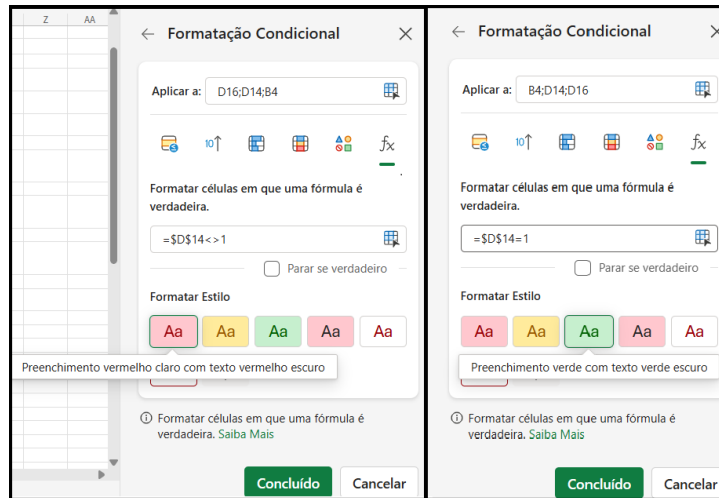 Z AA
← Formatação Condicional
Aplicar a: D16;D14;B4
10↑ fx
Formatar células em que uma fórmula é
verdadeira.
=$D$14<>1
Parar se verdadeiro
Formatar Estilo
Aa Aa Aa Aa Aa
Preenchimento vermelho claro com texto vermelho escuro
Formatar células em que uma fórmula é
verdadeira. Saiba Mais
Concluído Cancelar
← Formatação Condicional
Aplicar a: B4;D14;D16
10↑ fx
Formatar células em que uma fórmula é
verdadeira.
=$D$14=1
Parar se verdadeiro
Formatar Estilo
Aa Aa Aa Aa Aa
Preenchimento verde com texto verde escuro
Formatar células em que uma fórmula é
verdadeira. Saiba Mais
Concluído Cancelar